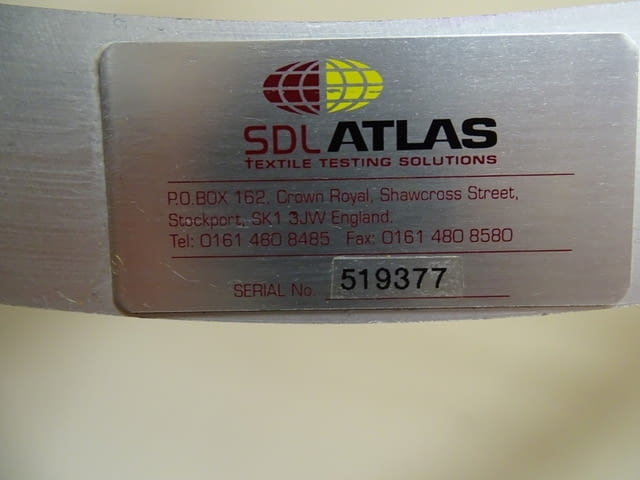 SDL ATLAS
TEXTILE TESTING SOLUTIONS
P.O.BOX 162, Crown Royal, Shawcross Street,
Stockport, SK1 3JW England.
Tel: 0161 480 8485 Fax: 0161 480 8580
SERIAL No. 519377